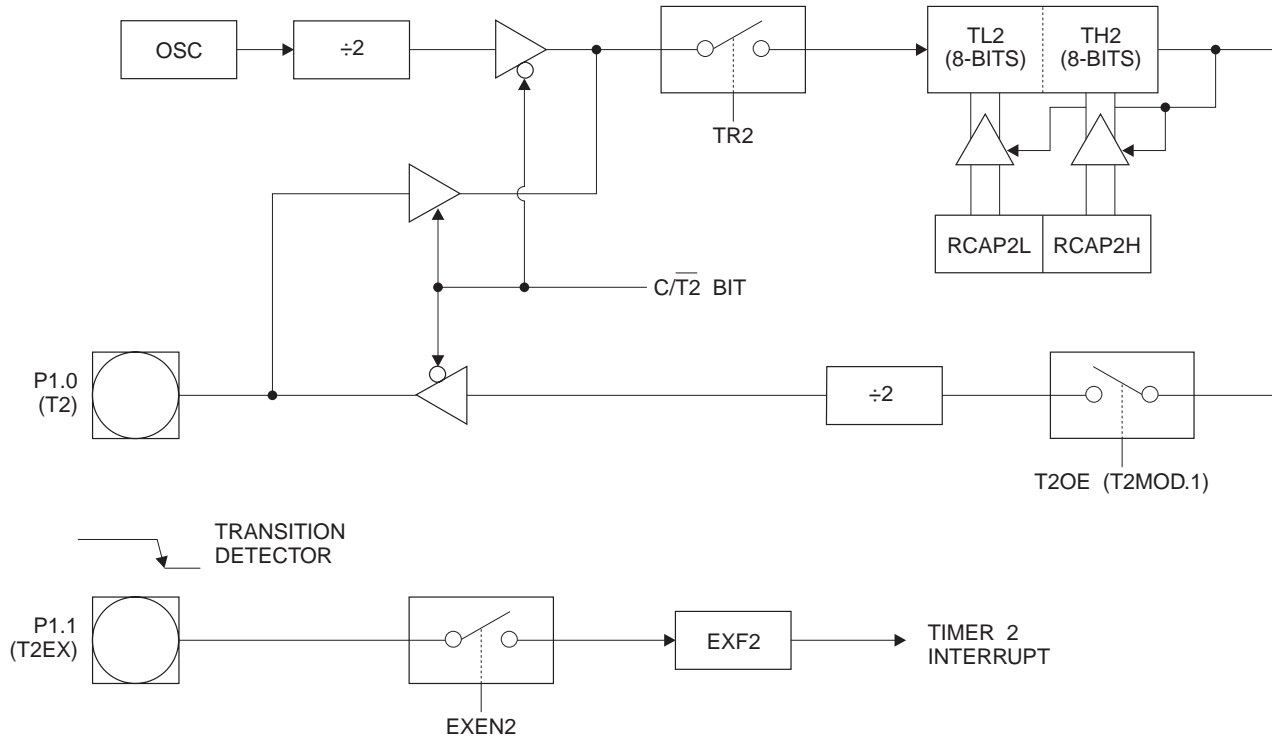 OSC
÷2
TR2
TL2
(8-BITS)
TH2
(8-BITS)
RCAP2L
RCAP2H
C/T2̅ BIT
P1.0
(T2)
÷2
T2OE (T2MOD.1)
TRANSITION
DETECTOR
P1.1
(T2EX)
EXEN2
EXF2
TIMER 2
INTERRUPT